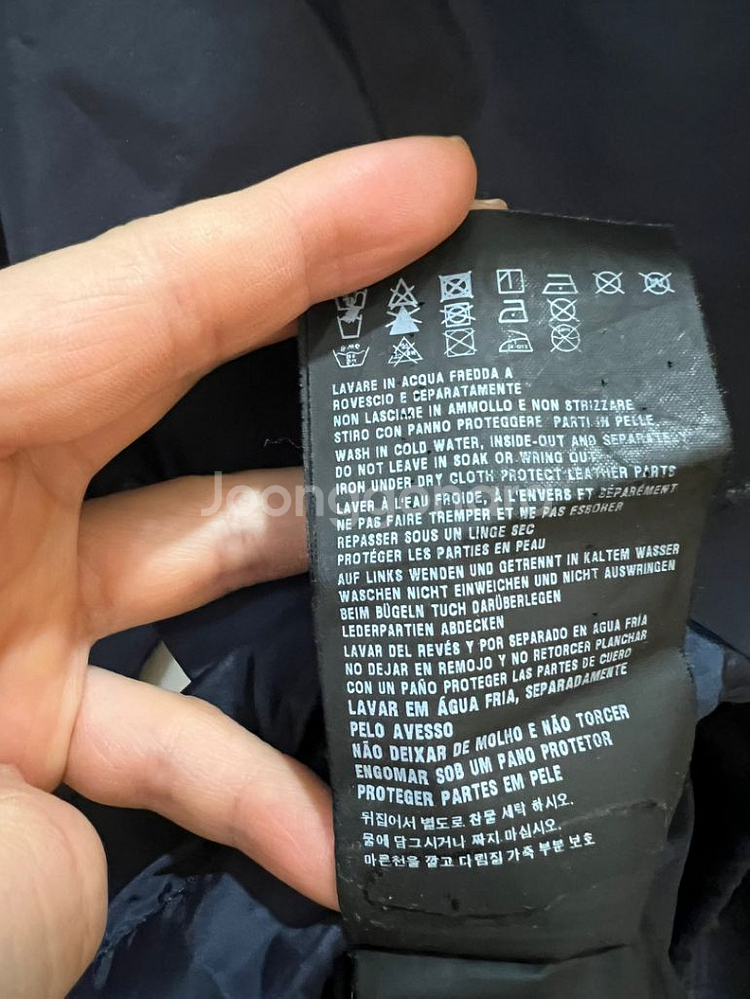 LAVARE IN ACQUA FREDDA A
ROVESCIO E CEPARATAMENTE
NON LASCIARE IN AMMOLLO E NON STRIZZARE
STIRO CON PANNO PROTEGGERE PARTI IN PELLE
WASH IN COLD WATER, INSIDE-OUT AND SEPARATE
DO NOT LEAVE IN SOAK OR WRING OUT
IRON UNDER DRY CLOTH PROTECT LEATHER PARTS
LAVER À L'EAU FROIDE, À L'ENVERS ET SÉPARÉMENT
NE PAS FAIRE TREMPER ET NE PAS ESSORER
REPASSER SOUS UN LINGE SEC
PROTÉGER LES PARTIES EN PEAU
AUF LINKS WENDEN UND GETRENNT IN KALTEM WASSER
WASCHEN NICHT EINWEICHEN UND NICHT AUSWRINGEN
BEIM BÜGELN TUCH DARÜBERLEGEN
LEDERPARTIEN ABDECKEN
LAVAR DEL REVÉS Y POR SEPARADO EN AGUA FRÍA
NO DEJAR EN REMOJO Y NO RETORCER PLANCHAR
CON UN PAÑO PROTEGER LAS PARTES DE CUERO
LAVAR EM ÁGUA FRIA, SEPARADAMENTE
PELO AVESSO
NÃO DEIXAR DE MOLHO E NÃO TORCER
ENGOMAR SOB UM PANO PROTETOR
PROTEGER PARTES EM PELE
뒤집어서 별도로 찬물 세탁 하시오.
물에 담그시거나 짜지 마십시오.
마른천을 깔고 다림질 가죽 부분 보호